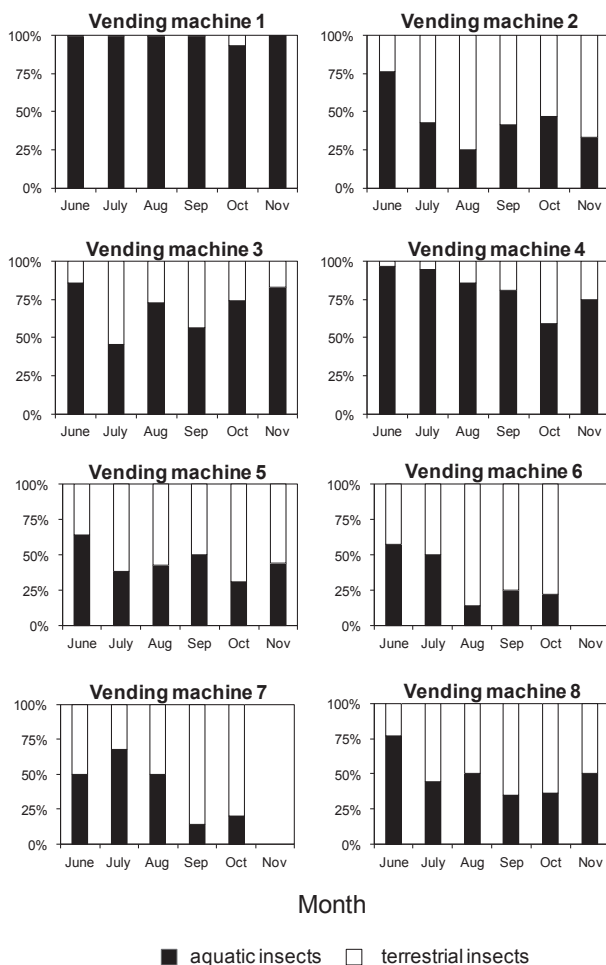 Vending machine 1
Vending machine 2
100%
75%
50%
25%
0%
June July Aug Sep Oct Nov
100%
75%
50%
25%
0%
June July Aug Sep Oct Nov
Vending machine 3
Vending machine 4
100%
75%
50%
25%
0%
June July Aug Sep Oct Nov
100%
75%
50%
25%
0%
June July Aug Sep Oct Nov
Vending machine 5
Vending machine 6
100%
75%
50%
25%
0%
June July Aug Sep Oct Nov
100%
75%
50%
25%
0%
June July Aug Sep Oct Nov
Vending machine 7
Vending machine 8
100%
75%
50%
25%
0%
June July Aug Sep Oct Nov
100%
75%
50%
25%
0%
June July Aug Sep Oct Nov
Month
aquatic insects terrestrial insects